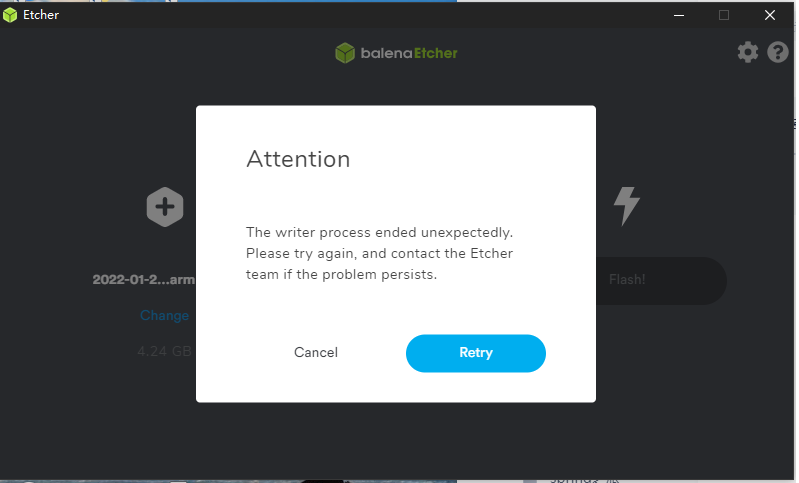 Etcher
balenaEtcher
Attention
The writer process ended unexpectedly.
Please try again, and contact the Etcher
team if the problem persists.
2022-01-2...arm
Flash!
Change
4.24 GB
Cancel
Retry